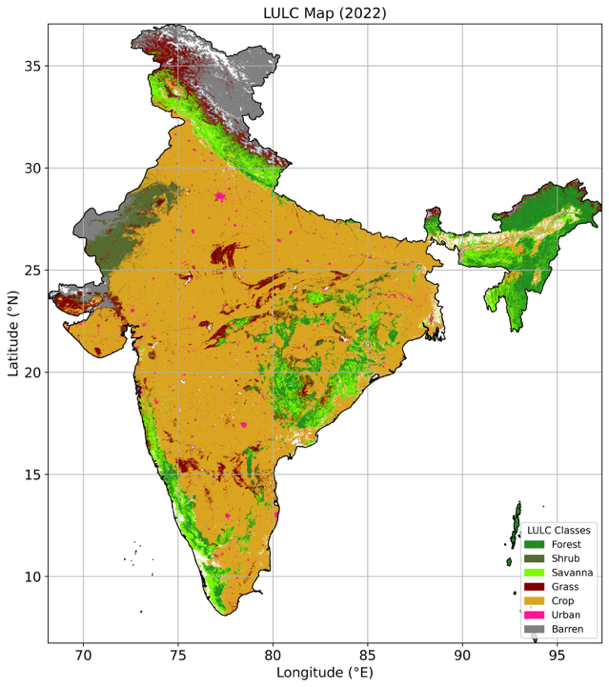 LULC Map (2022)
Latitude (°N)
35
30
25
20
15
10
LULC Classes
Forest
Shrub
Savanna
Grass
Crop
Urban
Barren
70 75 80 85 90 95
Longitude (°E)